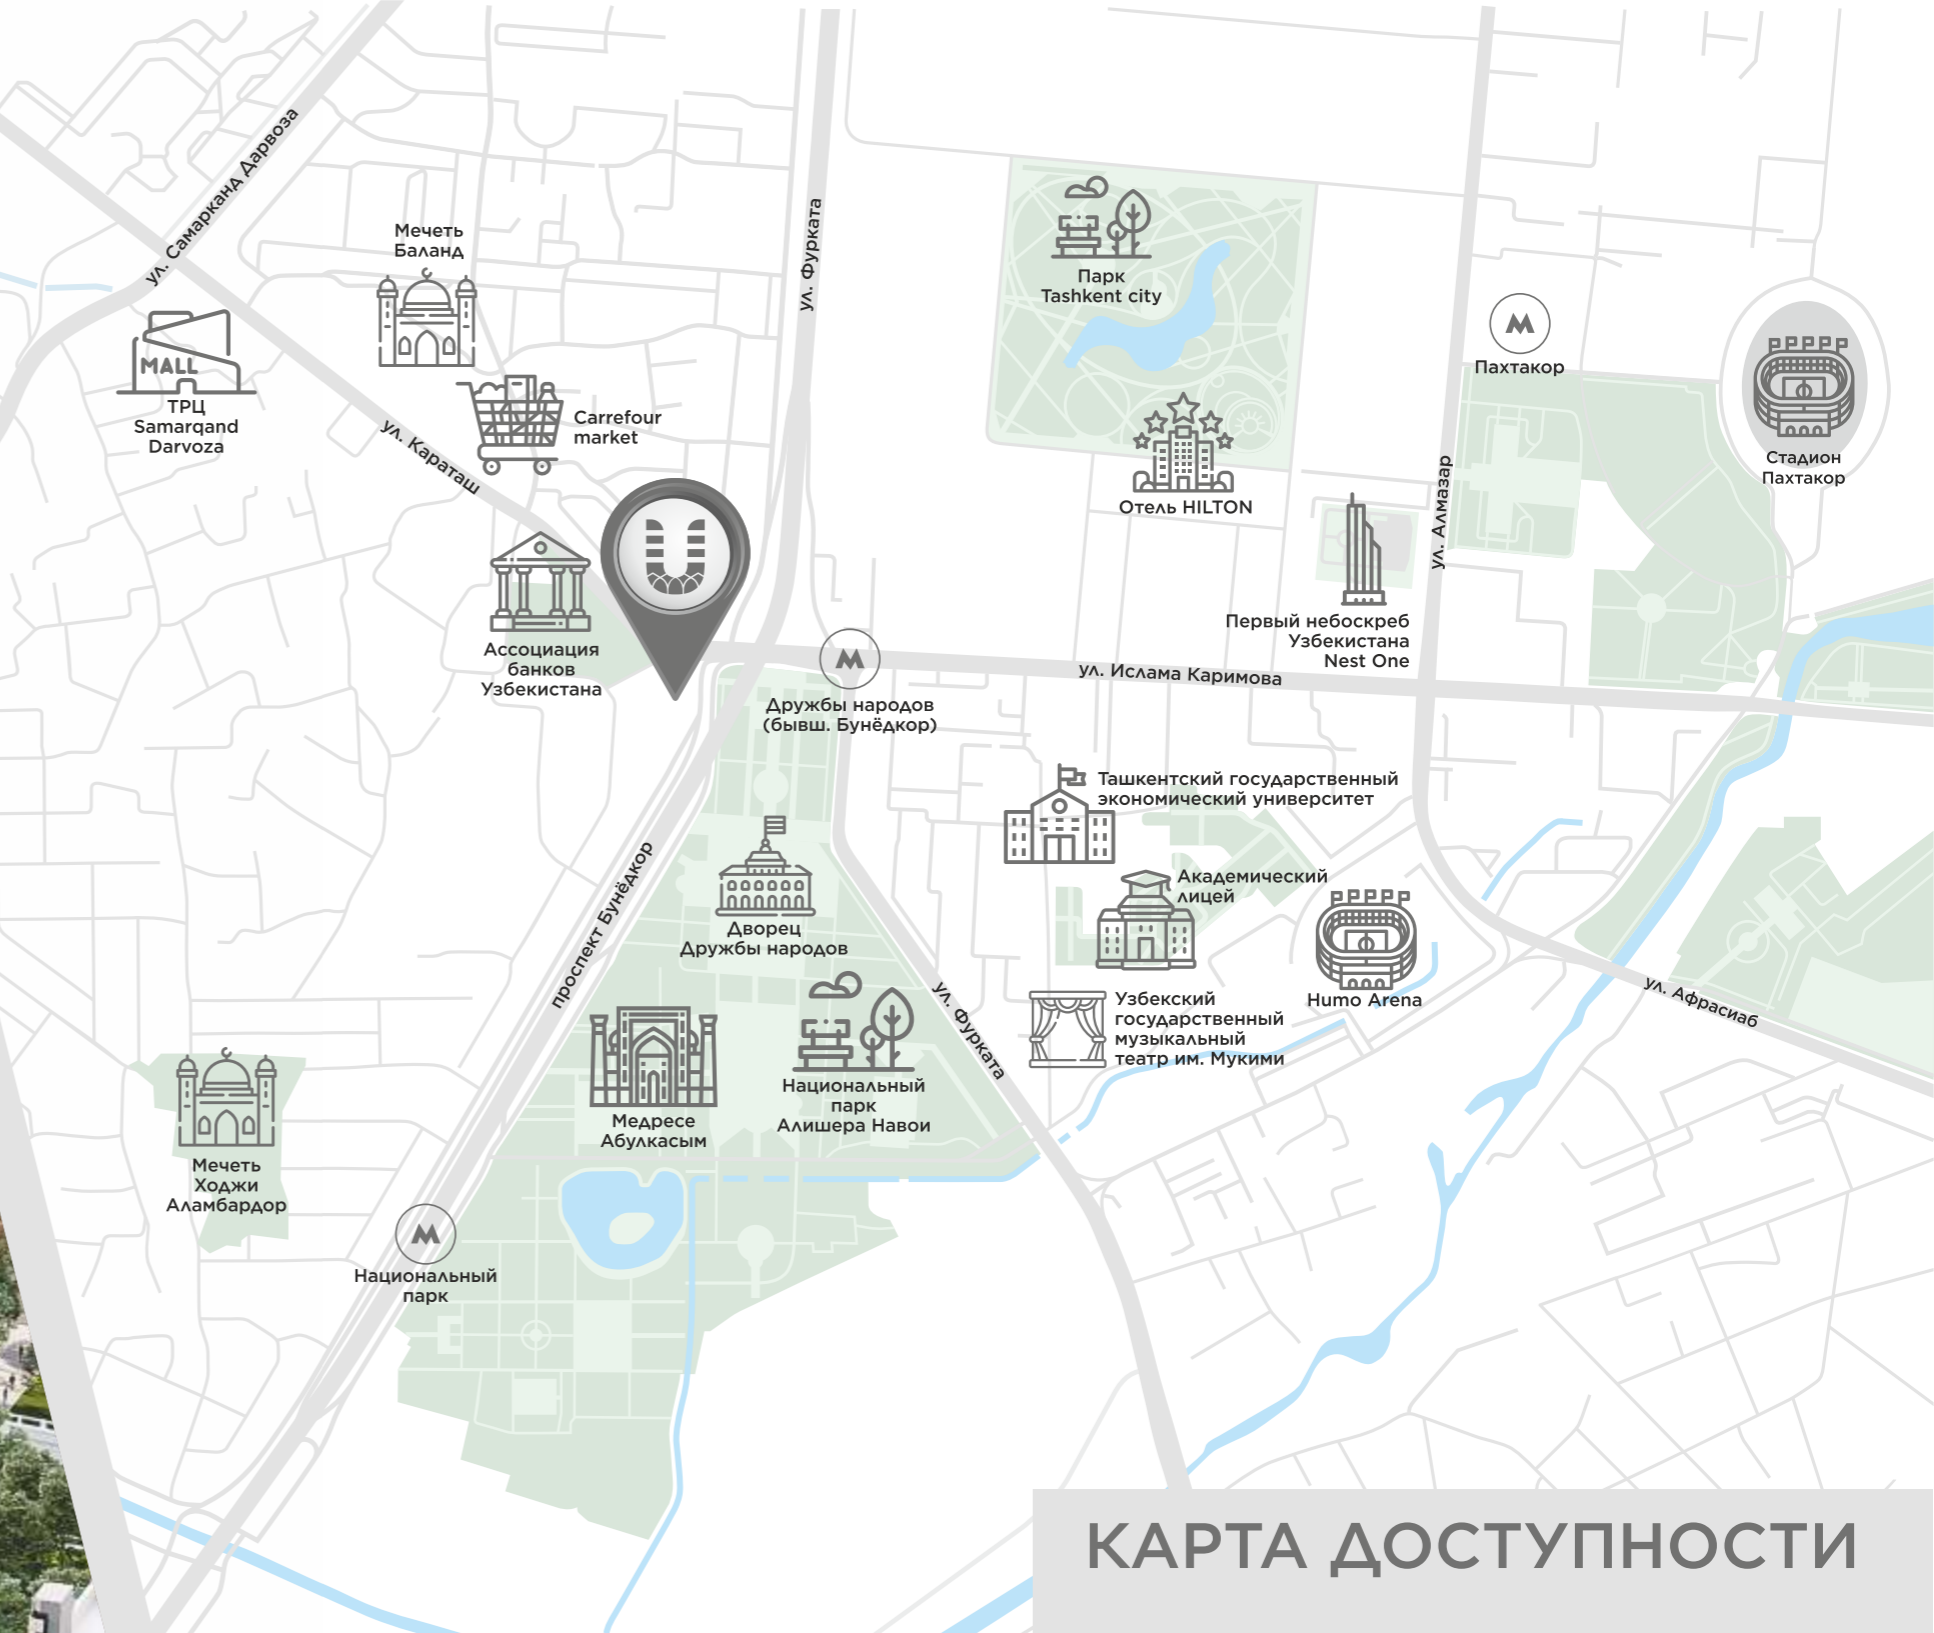 ул. Самарканд Дарвоза
Мечеть
Баланд
ул. Фурката
Парк
Tashkent city
M
Пахтакор
MALL
ТРЦ
Samarqand
Darvoza
Carrefour
market
ул. Караташ
Стадион
Пахтакор
Отель HILTON
ул. Алмазар
U
Ассоциация
банков
Узбекистана
Первый небоскреб
Узбекистана
Nest One
M
Дружбы народов
(бывш. Бунёдкор)
ул. Ислама Каримова
Ташкентский государственный
экономический университет
проспект Бунёдкор
Дворец
Дружбы народов
Академический
лицей
Humo Arena
ул. Афрасиаб
ул. Фурката
Узбекский
государственный
музыкальный
театр им. Мукими
Национальный
парк
Алишера Навои
Медресе
Абулкасым
Мечеть
Ходжи
Аламбардор
M
Национальный
парк
КАРТА ДОСТУПНОСТИ